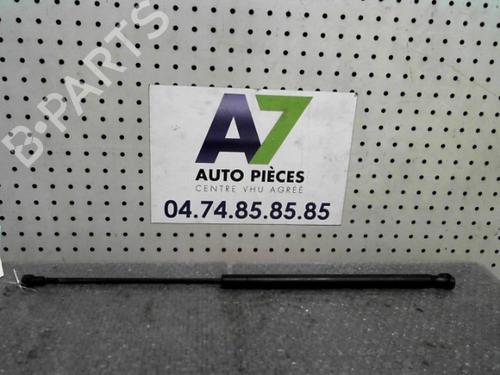 B-PARTS
A7
AUTO PIÈCES
CENTRE VHU AGRÉÉ
04.74.85.85.85